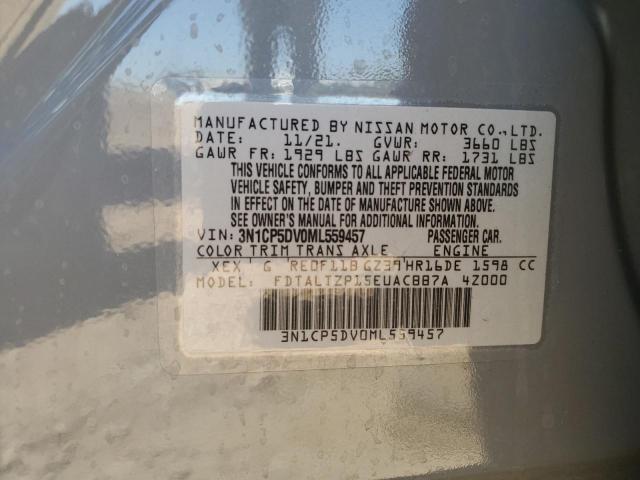 MANUFACTURED BY NISSAN MOTOR CO.,LTD.
DATE: 11/21. GVWR: 3660 LBS
GAWR FR: 1929 LBS GAWR RR: 1731 LBS
THIS VEHICLE CONFORMS TO ALL APPLICABLE FEDERAL MOTOR
VEHICLE SAFETY, BUMPER AND THEFT PREVENTION STANDARDS
IN EFFECT ON THE DATE OF MANUFACTURE SHOWN ABOVE.
SEE OWNER'S MANUAL FOR ADDITIONAL INFORMATION.
VIN: 3N1CP5DV0ML559457 PASSENGER CAR.
COLOR TRIM TRANS AXLE ENGINE
XEX G RE0F11B GZ39 HR16DE 1598 CC
MODEL: FDTALTZP15EUACBB7A 4Z000
3N1CP5DV0ML559457